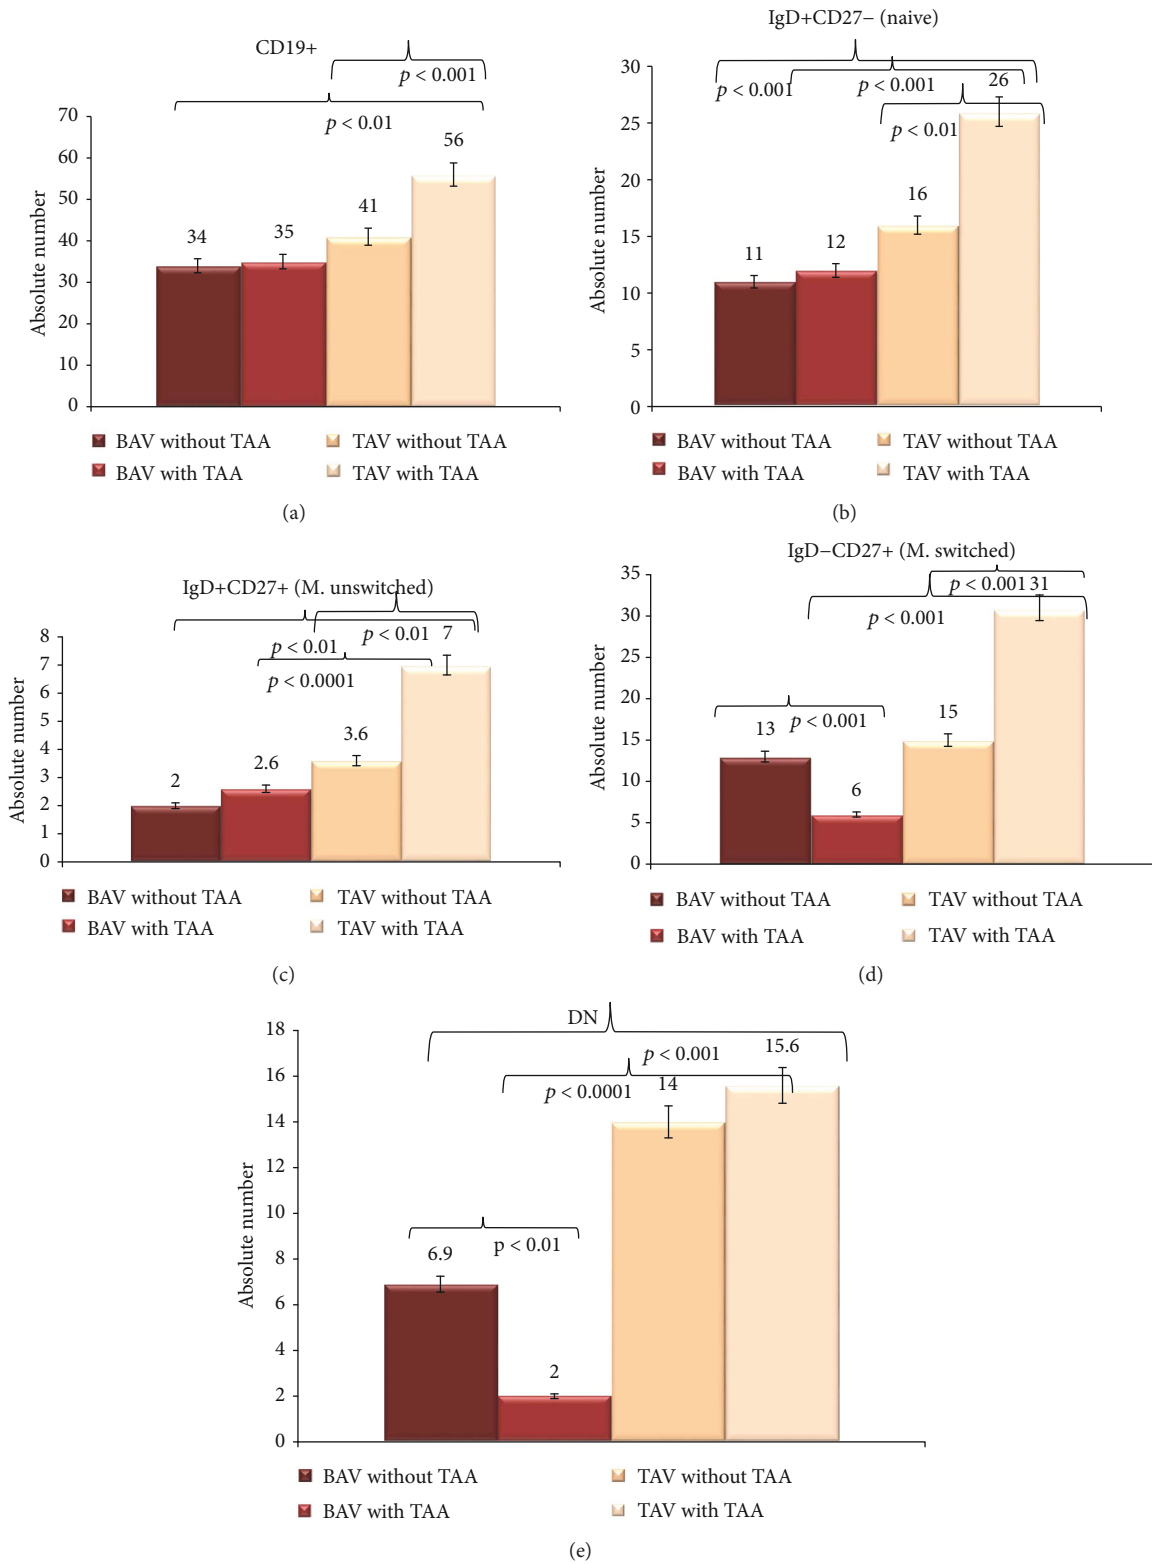 CD19+
p < 0.001
p < 0.01
70
60
50
40
30
20
10
0
Absolute number
34
35
41
56
BAV without TAA
TAV without TAA
BAV with TAA
TAV with TAA
(a)
IgD+CD27− (naive)
p < 0.001
p < 0.001
p < 0.01
30
25
20
15
10
5
0
Absolute number
11
12
16
26
BAV without TAA
TAV without TAA
BAV with TAA
TAV with TAA
(b)
IgD+CD27+ (M. unswitched)
p < 0.01
p < 0.01
p < 0.0001
8
7
6
5
4
3
2
1
0
Absolute number
2
2.6
3.6
7
BAV without TAA
TAV without TAA
BAV with TAA
TAV with TAA
(c)
IgD−CD27+ (M. switched)
p < 0.001
p < 0.001
p < 0.001
35
30
25
20
15
10
5
0
Absolute number
13
6
15
31
BAV without TAA
TAV without TAA
BAV with TAA
TAV with TAA
(d)
DN
p < 0.001
p < 0.0001
p < 0.01
18
16
14
12
10
8
6
4
2
0
Absolute number
6.9
2
14
15.6
BAV without TAA
TAV without TAA
BAV with TAA
TAV with TAA
(e)